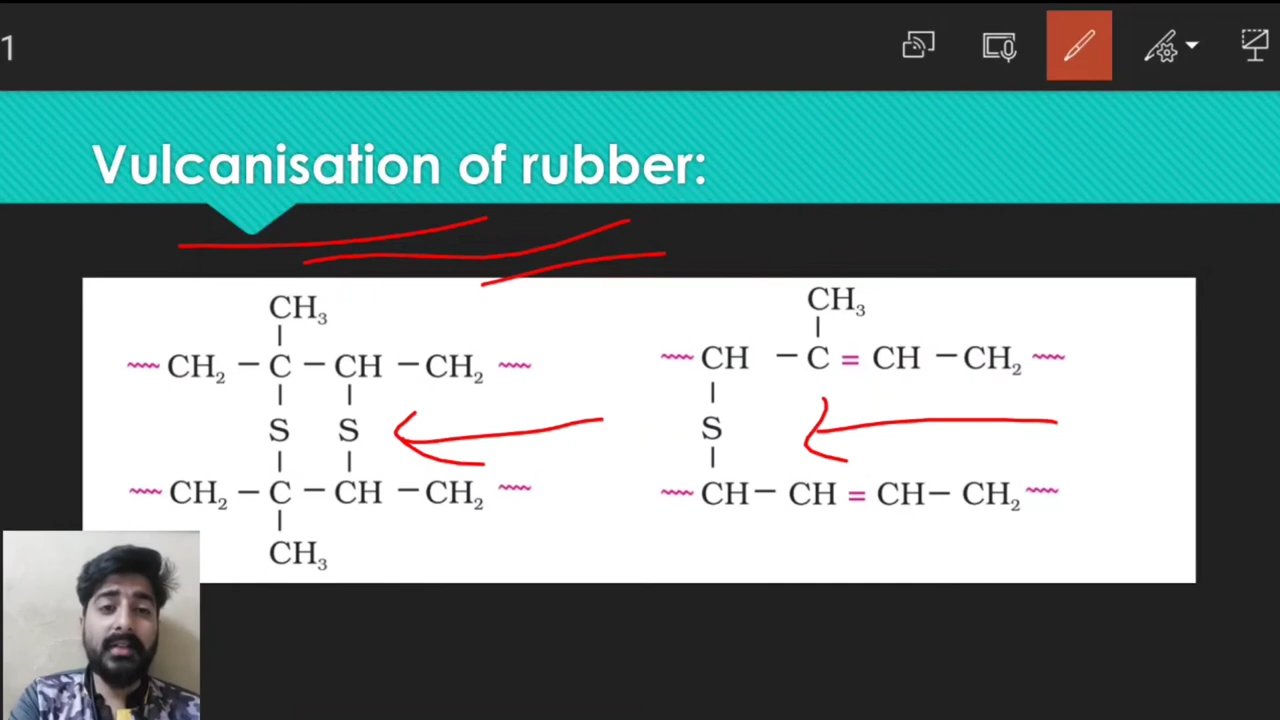 1
Vulcanisation of rubber:
CH₃
CH₂ – C – CH – CH₂
S S
CH₂ – C – CH – CH₂
CH₃
CH₃
CH – C = CH – CH₂
S
CH – CH = CH – CH₂